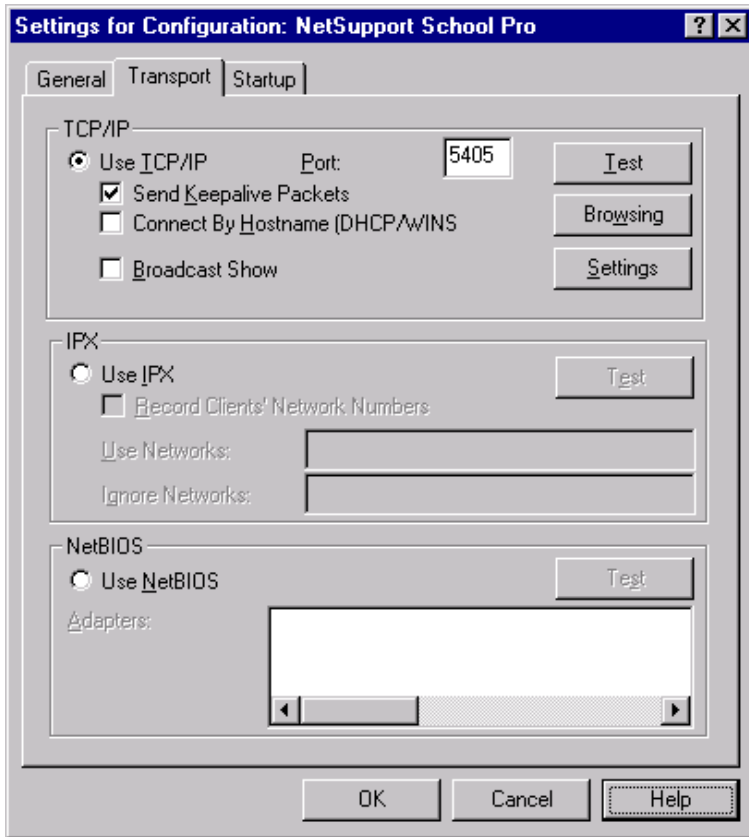 Settings for Configuration: NetSupport School Pro ? X
General Transport Startup
TCP/IP
Use TCP/IP Port: 5405 Test
Send Keepalive Packets
Connect By Hostname (DHCP/WINS
Browsing
Broadcast Show Settings
IPX
Use IPX Test
Record Clients' Network Numbers
Use Networks:
Ignore Networks:
NetBIOS
Use NetBIOS Test
Adapters:
OK Cancel Help